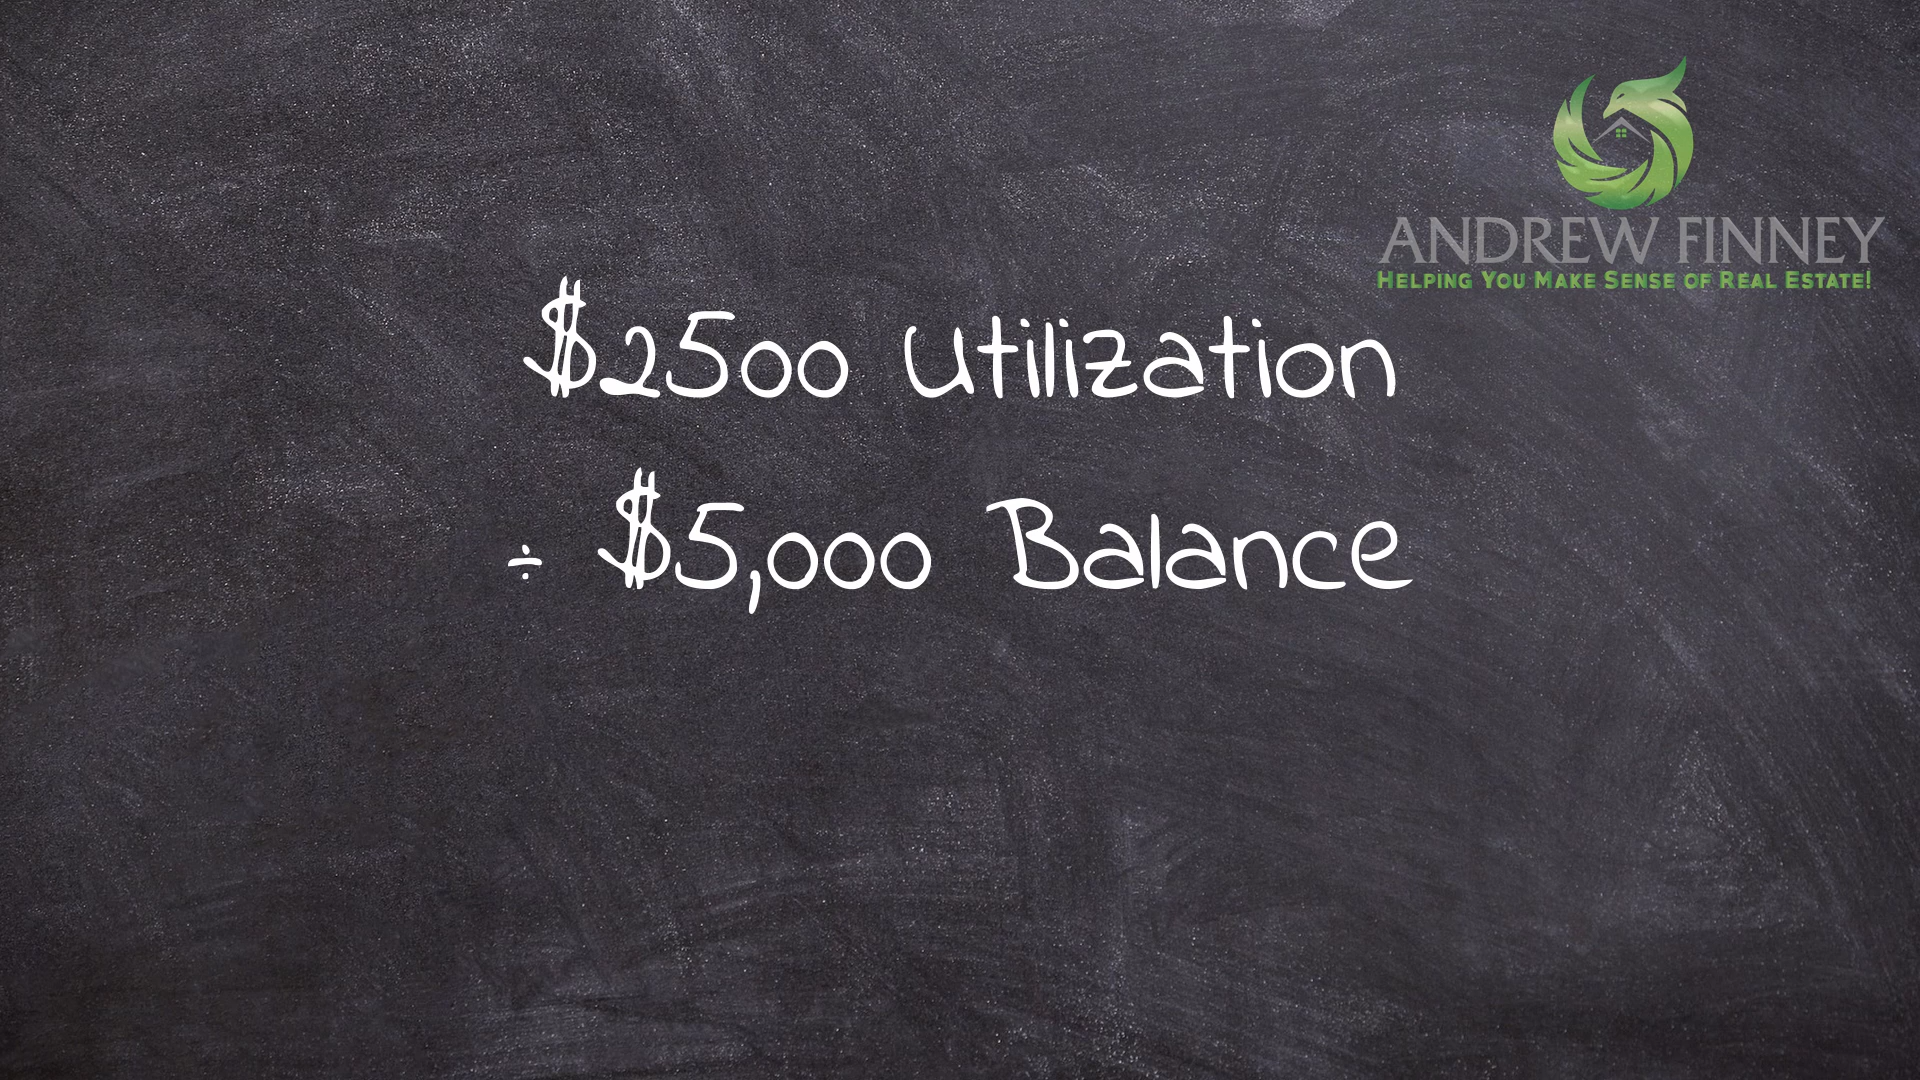 ANDREW FINNEY
HELPING YOU MAKE SENSE OF REAL ESTATE!
$2500 Utilization
÷ $5,000 Balance